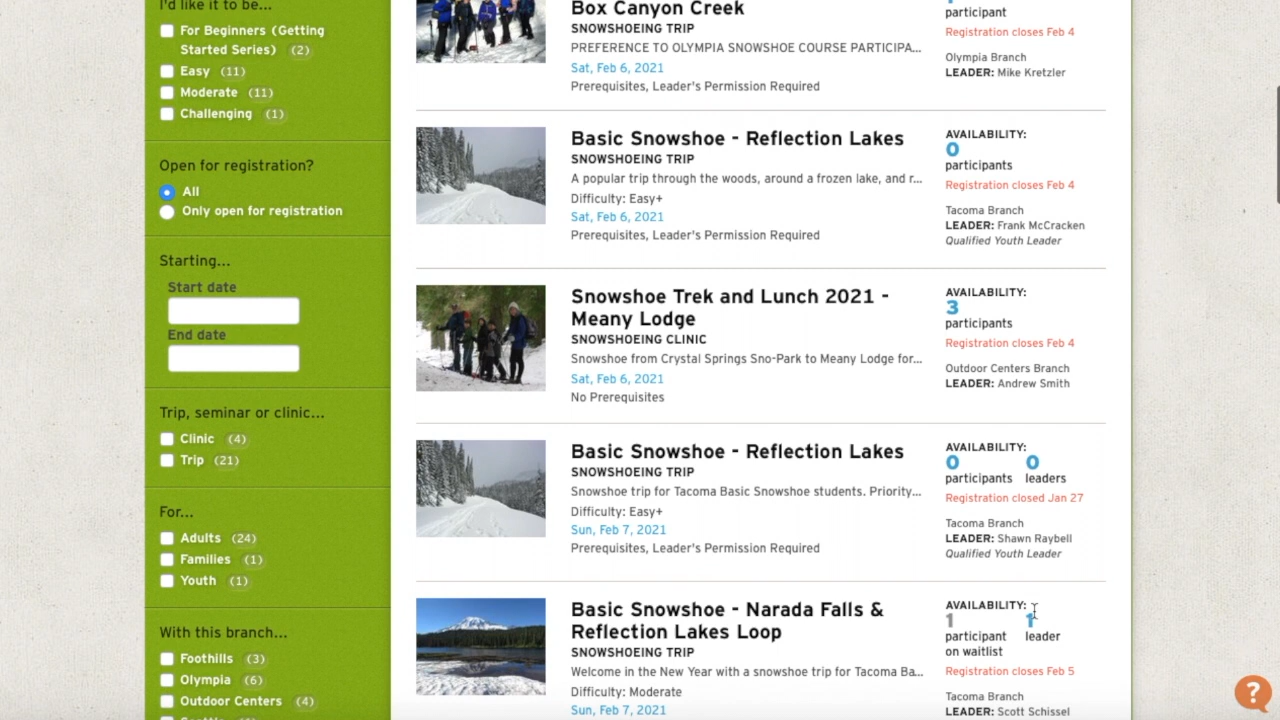 I'd like it to be...
For Beginners (Getting
Started Series) (2)
Easy (11)
Moderate (11)
Challenging (1)
Open for registration?
All
Only open for registration
Starting...
Start date
End date
Trip, seminar or clinic...
Clinic (4)
Trip (21)
For...
Adults (24)
Families (1)
Youth (1)
With this branch...
Foothills (3)
Olympia (6)
Outdoor Centers (4)
Box Canyon Creek
SNOWSHOEING TRIP
PREFERENCE TO OLYMPIA SNOWSHOE COURSE PARTICIPA...
Sat, Feb 6, 2021
Prerequisites, Leader's Permission Required
participant
Registration closes Feb 4
Olympia Branch
LEADER: Mike Kretzler
Basic Snowshoe - Reflection Lakes
SNOWSHOEING TRIP
A popular trip through the woods, around a frozen lake, and r...
Difficulty: Easy+
Sat, Feb 6, 2021
Prerequisites, Leader's Permission Required
AVAILABILITY:
0
participants
Registration closes Feb 4
Tacoma Branch
LEADER: Frank McCracken
Qualified Youth Leader
Snowshoe Trek and Lunch 2021 -
Meany Lodge
SNOWSHOEING CLINIC
Snowshoe from Crystal Springs Sno-Park to Meany Lodge for...
Sat, Feb 6, 2021
No Prerequisites
AVAILABILITY:
3
participants
Registration closes Feb 4
Outdoor Centers Branch
LEADER: Andrew Smith
Basic Snowshoe - Reflection Lakes
SNOWSHOEING TRIP
Snowshoe trip for Tacoma Basic Snowshoe students. Priority...
Difficulty: Easy+
Sun, Feb 7, 2021
Prerequisites, Leader's Permission Required
AVAILABILITY:
0 0
participants leaders
Registration closed Jan 27
Tacoma Branch
LEADER: Shawn Raybell
Qualified Youth Leader
Basic Snowshoe - Narada Falls &
Reflection Lakes Loop
SNOWSHOEING TRIP
Welcome in the New Year with a snowshoe trip for Tacoma Ba...
Difficulty: Moderate
Sun, Feb 7, 2021
AVAILABILITY:
1 1
participant leader
on waitlist
Registration closes Feb 5
Tacoma Branch
LEADER: Scott Schissel
?